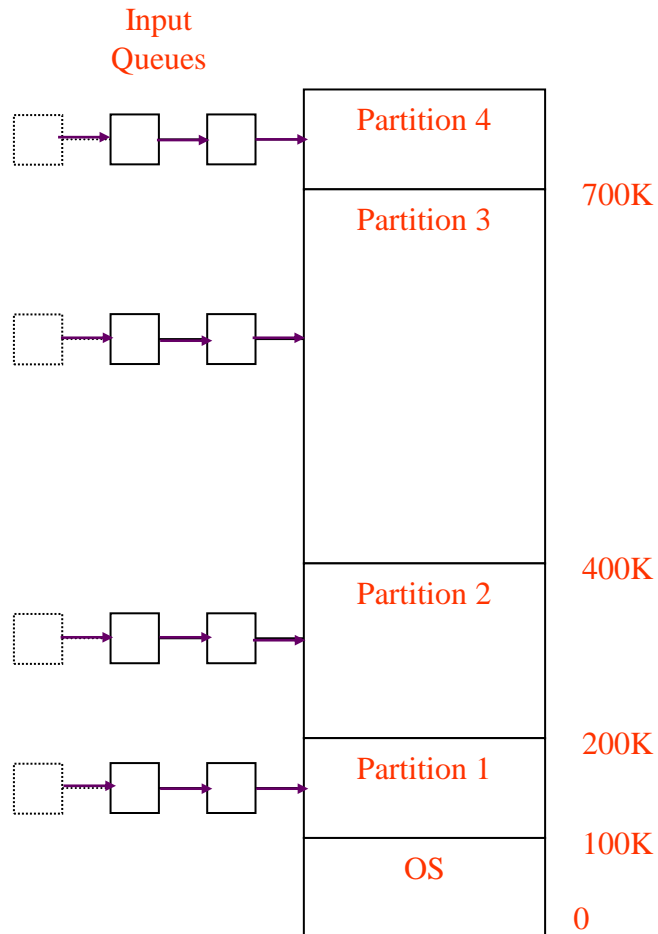 Input
Queues
Partition 4
700K
Partition 3
400K
Partition 2
200K
Partition 1
100K
OS
0